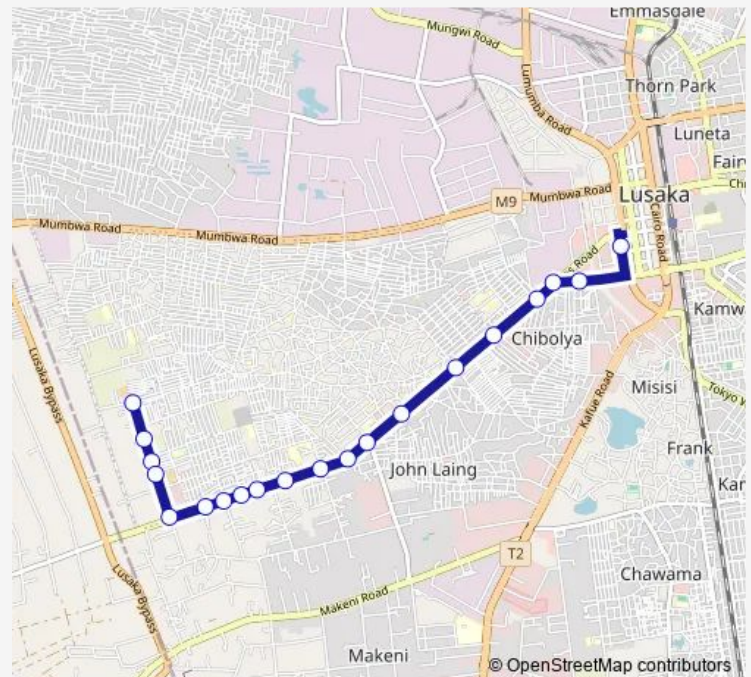 Emmasdale
Mungwi Road
Thorn Park
Lumumba Road
Luneta
Fain
Mumbwa Road
M9
Lusaka
Mumbwa Road
Mumbwa Road
Cairo Road
s Road
Kamw
Chibolya
Lusaka Bypass
Misisi
Kafue Road
Tokyo
Frank
John Laing
Kar
T2
Chawama
Lusaka Bypass
Makeni Road
Makeni
© OpenStreetMap contributors